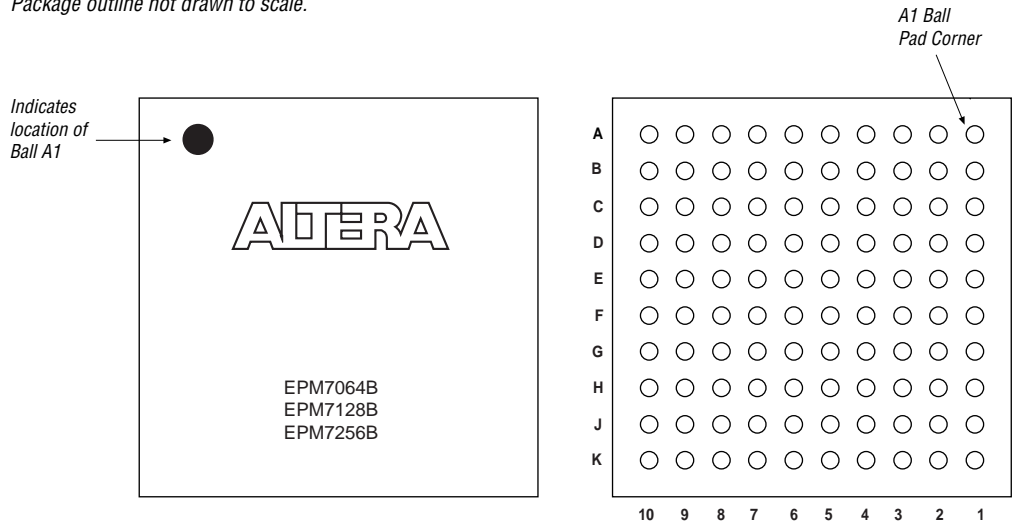 Package outline not drawn to scale.
A1 Ball
Pad Corner
Indicates
location of
Ball A1
ALTERA
EPM7064B
EPM7128B
EPM7256B
A
B
C
D
E
F
G
H
J
K
10 9 8 7 6 5 4 3 2 1